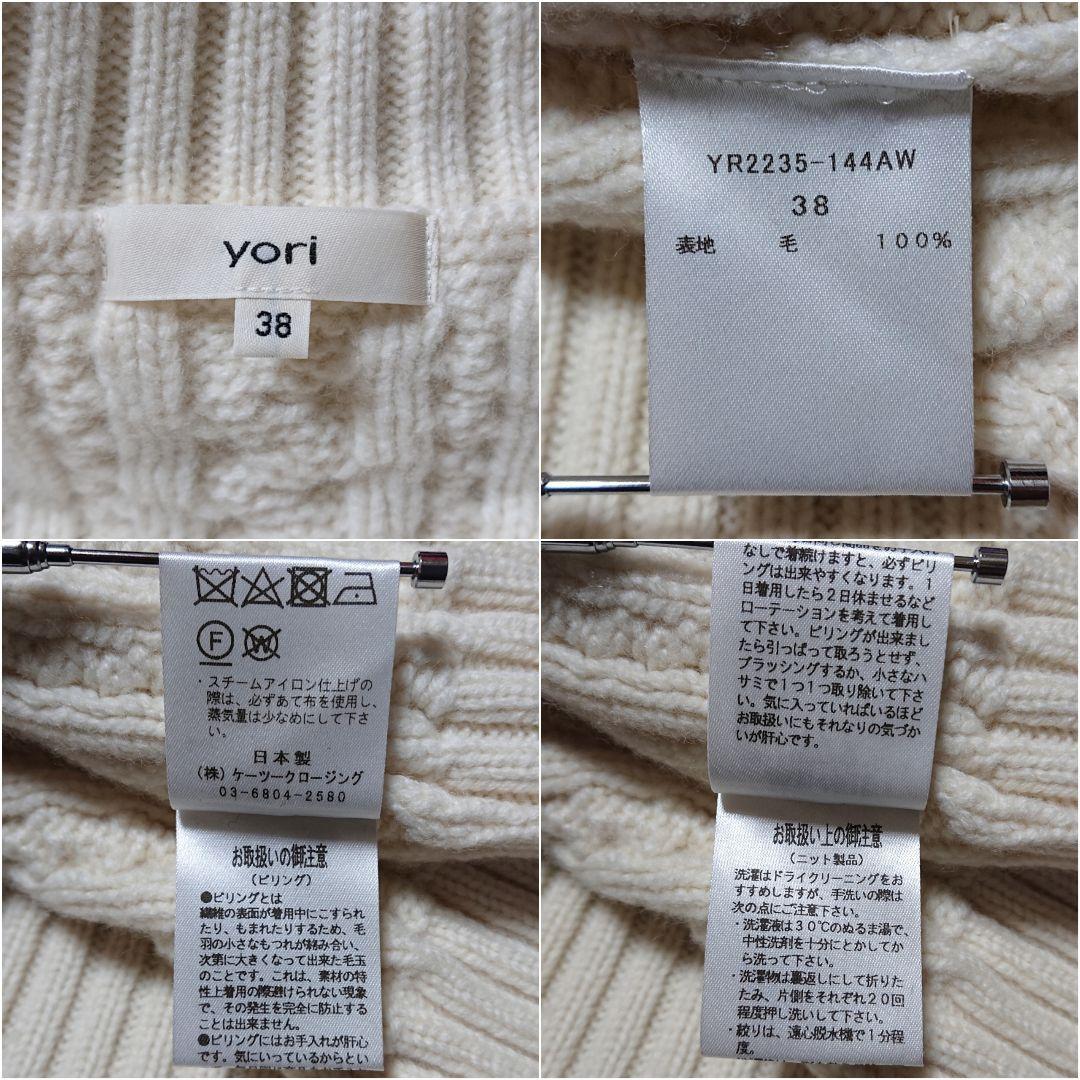 yori
38
YR2235-144AW
38
表地 毛 100%
F
W
・スチームアイロン仕上げの
際は、必ずあて布を使用し、
蒸気量は少なめにして下さ
い。
日本製
(株) ケーツークロージング
03-6804-2580
お取扱いの御注意
(ピリング)
●ピリングとは
繊維の表面が着用中にこすられ
たり、もまれたりするため、毛
羽の小さなもつれが絡み合い、
次第に大きくなって出来た毛玉
のことです。これは、素材の特
性上着用の際避けられない現象
で、その発生を完全に防止する
ことは出来ません。
●ピリングにはお手入れが肝心
です。気にいっているからとい
なしで着続けますと、必ずピリ
ングは出来やすくなります。1
日着用したら2日休ませるなど
ローテーションを考えて着用し
て下さい。ピリングが出来まし
たら引っぱって取ろうとせず、
ブラッシングするか、小さなハ
サミで1つ1つ取り除いて下さ
い。気に入っていればいるほど
お取扱いにもそれなりの気づか
いが肝心です。
お取扱い上の御注意
(ニット製品)
洗濯はドライクリーニングをお
すすめしますが、手洗いの際は
次の点にご注意下さい。
・洗濯液は30℃のぬるま湯で、
中性洗剤を十分にとかしてか
ら洗って下さい。
・洗濯物は裏返しにして折りた
たみ、片側をそれぞれ20回
程度押し洗いして下さい。
・絞りは、遠心脱水機で1分程
度。